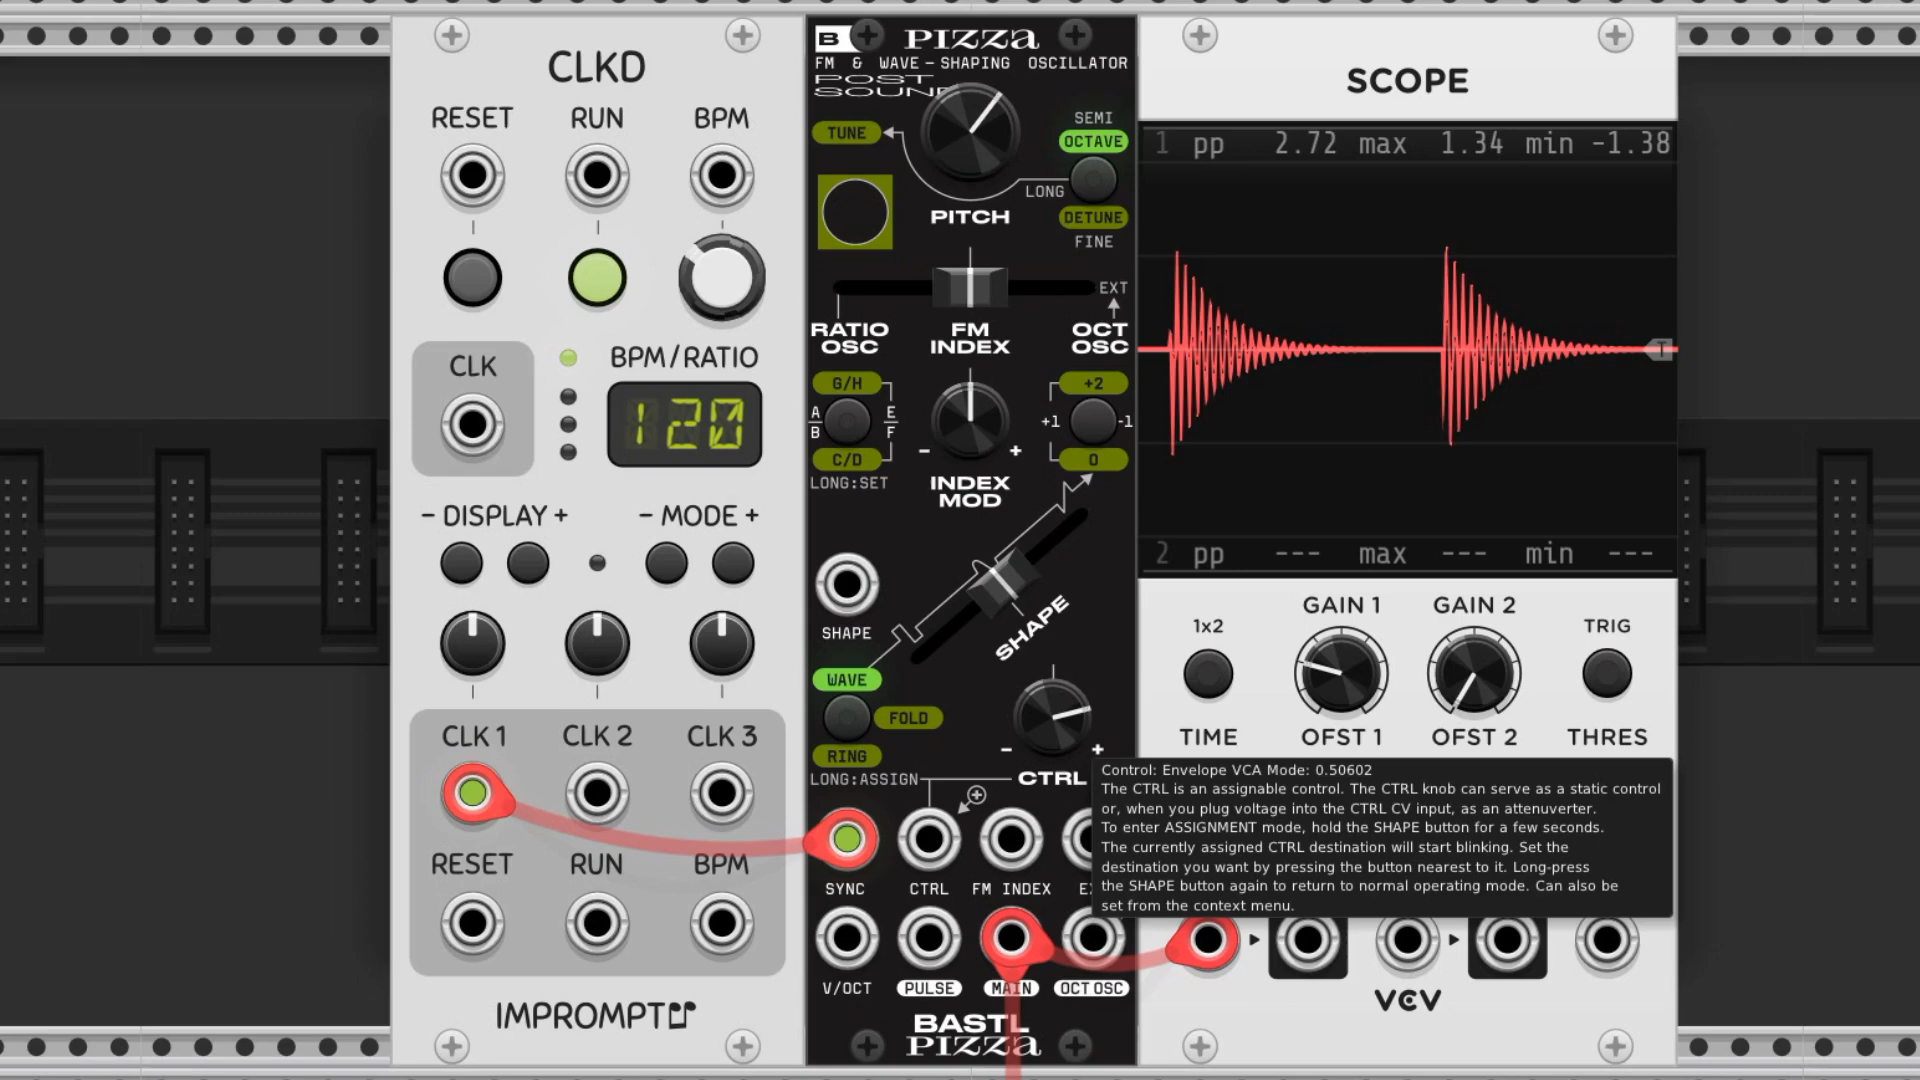 CLKD
RESET RUN BPM
CLK
BPM/RATIO
120
- DISPLAY + - MODE +
CLK 1 CLK 2 CLK 3
RESET RUN BPM
IMPROMPTU
B PIZZA
FM & WAVE-SHAPING OSCILLATOR
POST
SOUND
TUNE
SEMI
OCTAVE
LONG
DETUNE
FINE
PITCH
EXT
RATIO OSC
FM INDEX
OCT OSC
G/H
A
B
E
F
C/D
LONG:SET
+2
+1 -1
0
- +
INDEX MOD
SHAPE
SHAPE
WAVE
FOLD
RING
LONG:ASSIGN
- +
CTRL
SYNC CTRL FM INDEX E
V/OCT PULSE MAIN OCT OSC
BASTL
PIZZA
SCOPE
1 pp 2.72 max 1.34 min -1.38
T
2 pp --- max --- min ---
1x2 GAIN 1 GAIN 2 TRIG
TIME OFST 1 OFST 2 THRES
Control: Envelope VCA Mode: 0.50602
The CTRL is an assignable control. The CTRL knob can serve as a static control
or, when you plug voltage into the CTRL CV input, as an attenuverter.
To enter ASSIGNMENT mode, hold the SHAPE button for a few seconds.
The currently assigned CTRL destination will start blinking. Set the
destination you want by pressing the button nearest to it. Long-press
the SHAPE button again to return to normal operating mode. Can also be
set from the context menu.
VCV